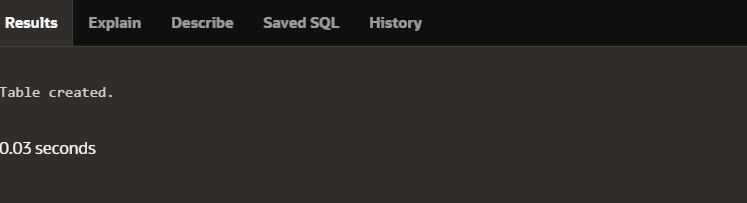 Results Explain Describe Saved SQL History
Table created.
0.03 seconds